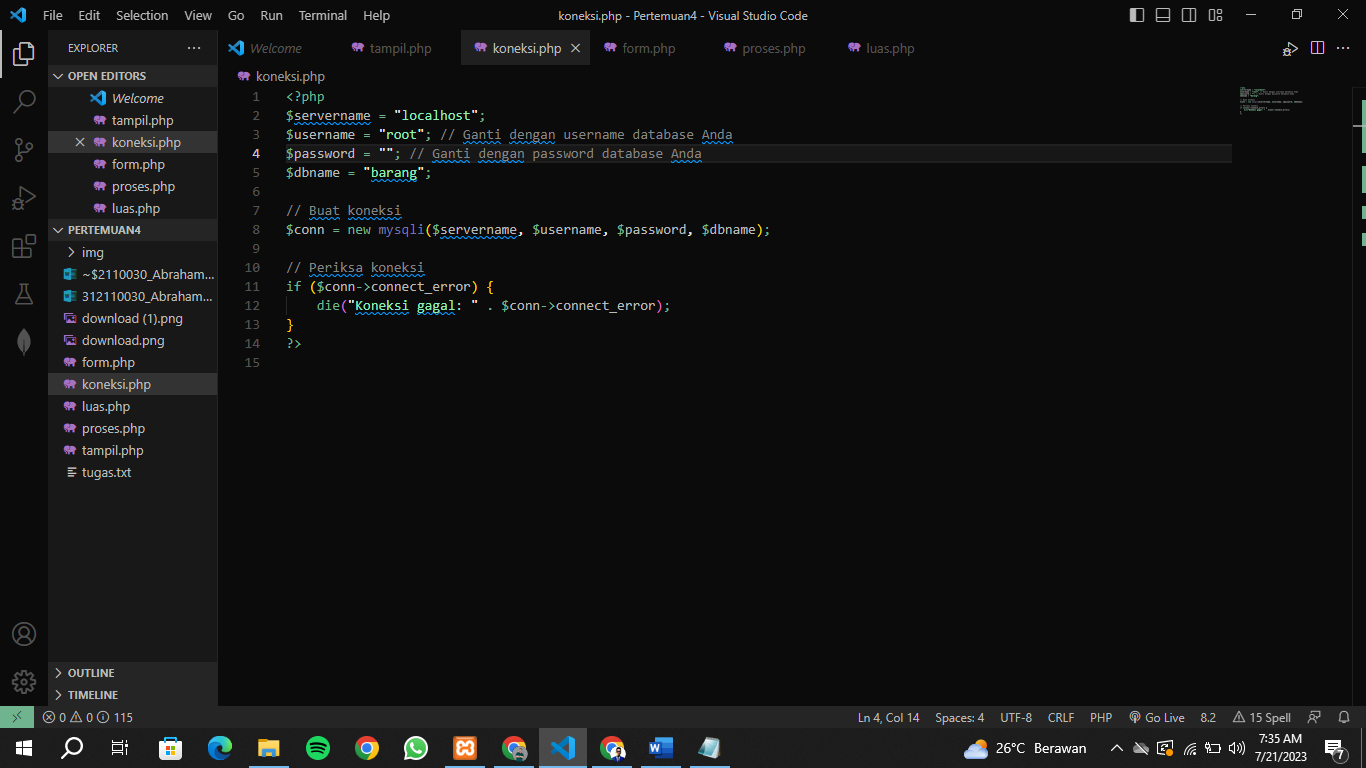 File Edit Selection View Go Run Terminal Help koneksi.php - Pertemuan4 - Visual Studio Code
EXPLORER
OPEN EDITORS
Welcome
tampil.php
koneksi.php
form.php
proses.php
luas.php
PERTEMUAN4
img
~$2110030_Abraham...
312110030_Abraham...
download (1).png
download.png
form.php
koneksi.php
luas.php
proses.php
tampil.php
tugas.txt
OUTLINE
TIMELINE
Welcome tampil.php koneksi.php form.php proses.php luas.php
koneksi.php
1 <?php
2 $servername = "localhost";
3 $username = "root"; // Ganti dengan username database Anda
4 $password = ""; // Ganti dengan password database Anda
5 $dbname = "barang";
6
7 // Buat koneksi
8 $conn = new mysqli($servername, $username, $password, $dbname);
9
10 // Periksa koneksi
11 if ($conn->connect_error) {
12     die("Koneksi gagal: " . $conn->connect_error);
13 }
14 ?>
15
0 0 115 Ln 4, Col 14 Spaces: 4 UTF-8 CRLF PHP Go Live 8.2 15 Spell
26°C Berawan 7:35 AM
7/21/2023
7